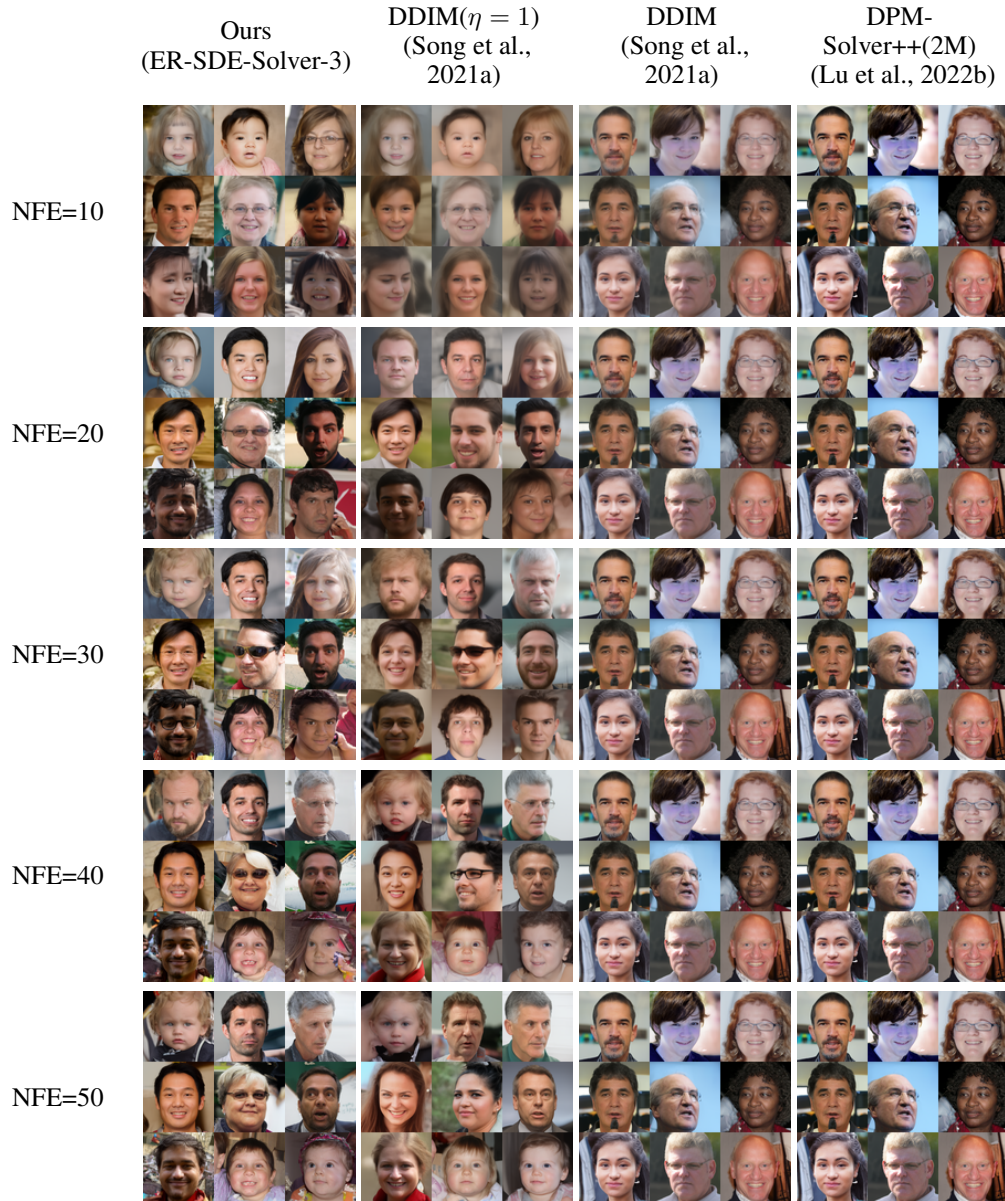 Ours
(ER-SDE-Solver-3)
DDIM(η = 1)
(Song et al.,
2021a)
DDIM
(Song et al.,
2021a)
DPM-
Solver++(2M)
(Lu et al., 2022b)
NFE=10
NFE=20
NFE=30
NFE=40
NFE=50